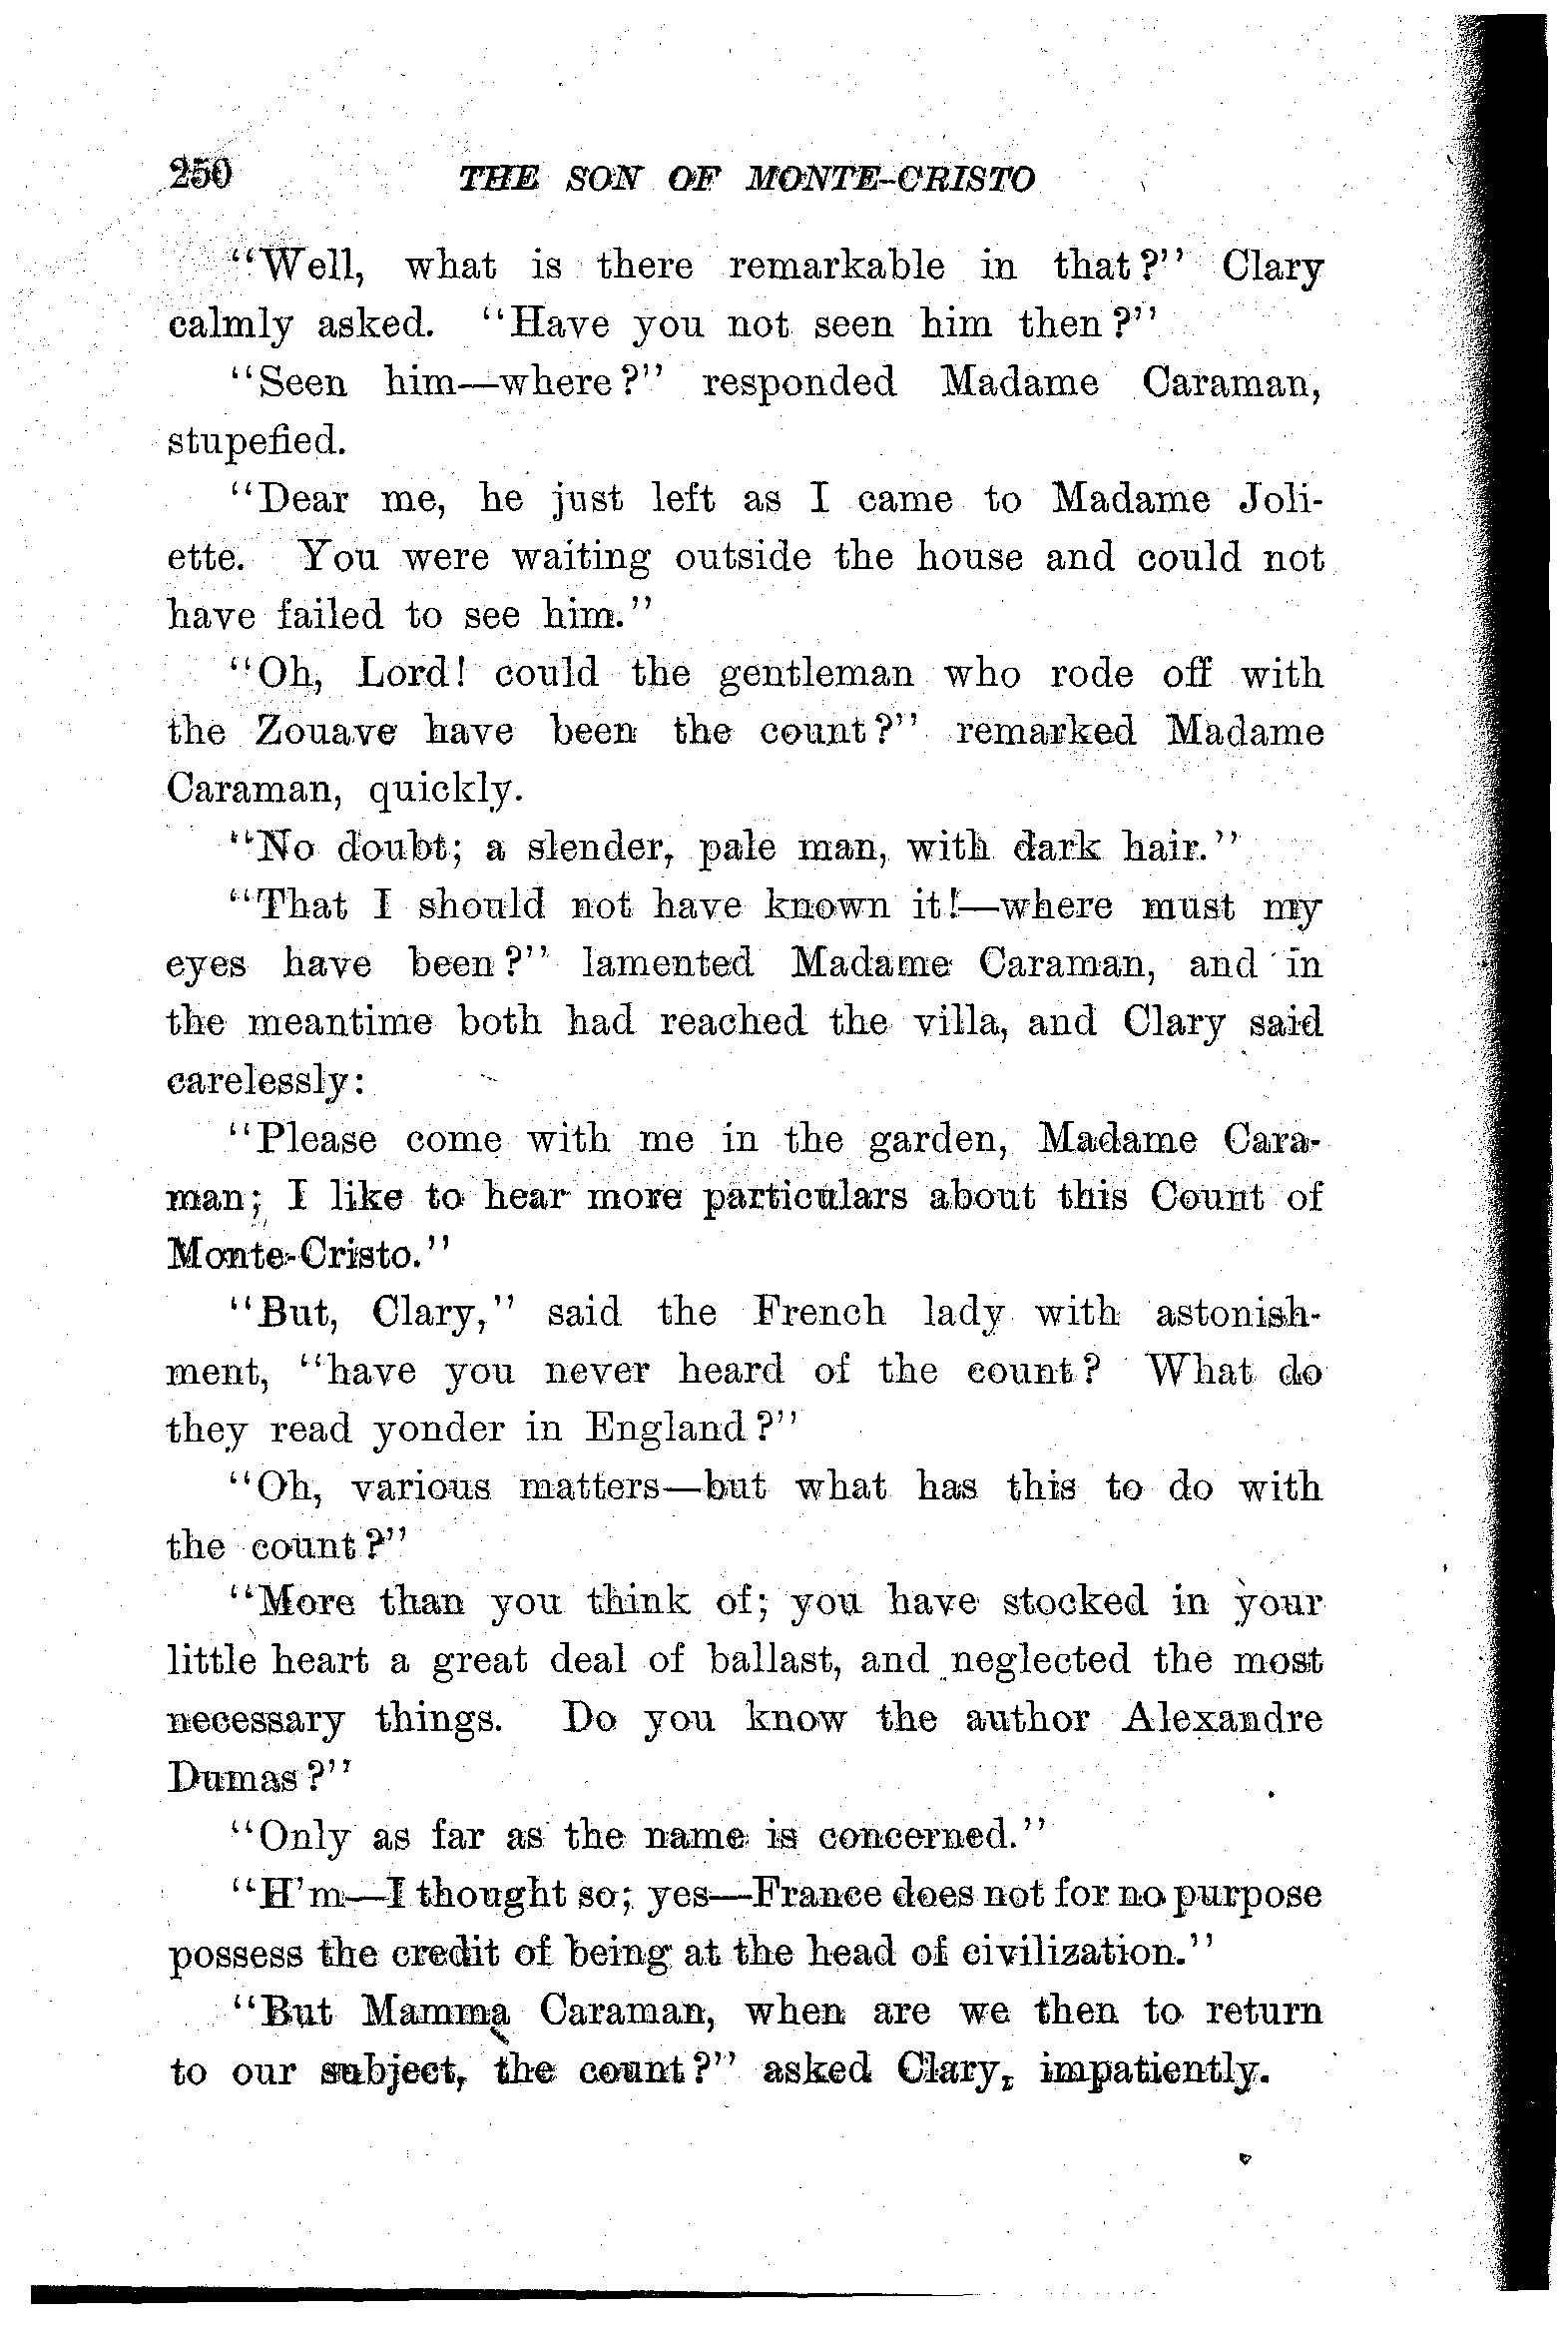 250 THE SON OF MONTE-CRISTO
"Well, what is there remarkable in that?" Clary
calmly asked. "Have you not seen him then?"
"Seen him—where?" responded Madame Caraman,
stupefied.
"Dear me, he just left as I came to Madame Joli-
ette. You were waiting outside the house and could not
have failed to see him."
"Oh, Lord! could the gentleman who rode off with
the Zouave have been the count?" remarked Madame
Caraman, quickly.
"No doubt; a slender, pale man, with dark hair."
"That I should not have known it!—where must my
eyes have been?" lamented Madame Caraman, and in
the meantime both had reached the villa, and Clary said
carelessly:
"Please come with me in the garden, Madame Cara-
man; I like to hear more particulars about this Count of
Monte-Cristo."
"But, Clary," said the French lady with astonish-
ment, "have you never heard of the count? What do
they read yonder in England?"
"Oh, various matters—but what has this to do with
the count?"
"More than you think of; you have stocked in your
little heart a great deal of ballast, and neglected the most
necessary things. Do you know the author Alexandre
Dumas?"
"Only as far as the name is concerned."
"H'm—I thought so; yes—France does not for no purpose
possess the credit of being at the head of civilization."
"But Mamma Caraman, when are we then to return
to our subject, the count?" asked Clary, impatiently.